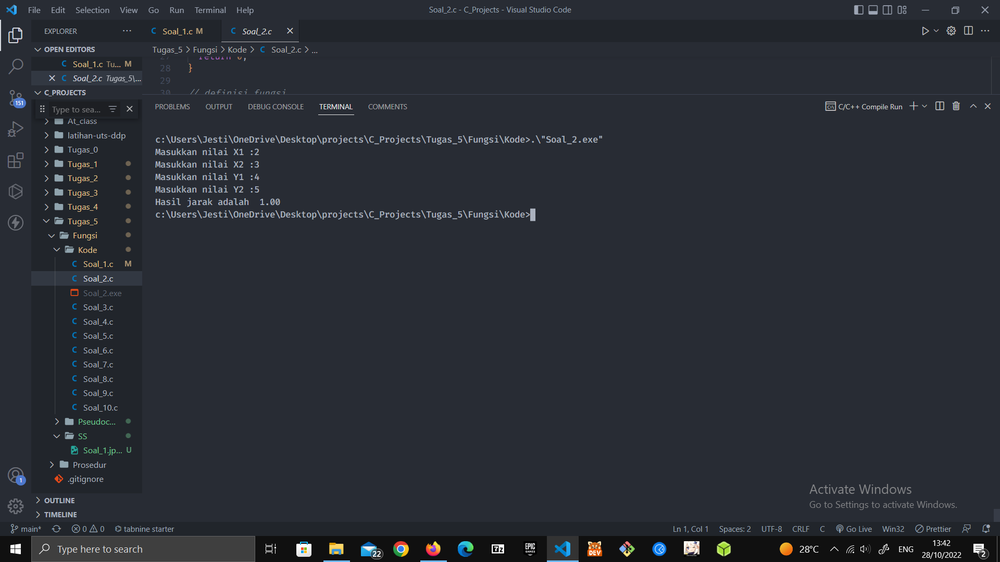 File Edit Selection View Go Run Terminal Help
Soal_2.c - C_Projects - Visual Studio Code
EXPLORER
Soal_1.c M
Soal_2.c
OPEN EDITORS
Soal_1.c Tu... M
Soal_2.c Tugas_5\...
C_PROJECTS
Type to sea...
At_class
latihan-uts-ddp
Tugas_0
Tugas_1
Tugas_2
Tugas_3
Tugas_4
Tugas_5
Fungsi
Kode
Soal_1.c M
Soal_2.c
Soal_2.exe
Soal_3.c
Soal_4.c
Soal_5.c
Soal_6.c
Soal_7.c
Soal_8.c
Soal_9.c
Soal_10.c
Pseudoc...
SS
Soal_1.jp... U
Prosedur
.gitignore
OUTLINE
TIMELINE
151
1
Tugas_5 > Fungsi > Kode > C Soal_2.c > ...
27 return 0;
28 }
29
30 // definisi fungsi
PROBLEMS OUTPUT DEBUG CONSOLE TERMINAL COMMENTS
C/C++ Compile Run
c:\Users\Jesti\OneDrive\Desktop\projects\C_Projects\Tugas_5\Fungsi\Kode>.\"Soal_2.exe"
Masukkan nilai X1 :2
Masukkan nilai X2 :3
Masukkan nilai Y1 :4
Masukkan nilai Y2 :5
Hasil jarak adalah  1.00
c:\Users\Jesti\OneDrive\Desktop\projects\C_Projects\Tugas_5\Fungsi\Kode>
Activate Windows
Go to Settings to activate Windows.
main* 0 0 tabnine starter
Ln 1, Col 1 Spaces: 2 UTF-8 CRLF C Go Live Win32 Prettier
Type here to search
22
7z
EPIC GAMES
DEV
28°C
ENG
13:42
28/10/2022
2